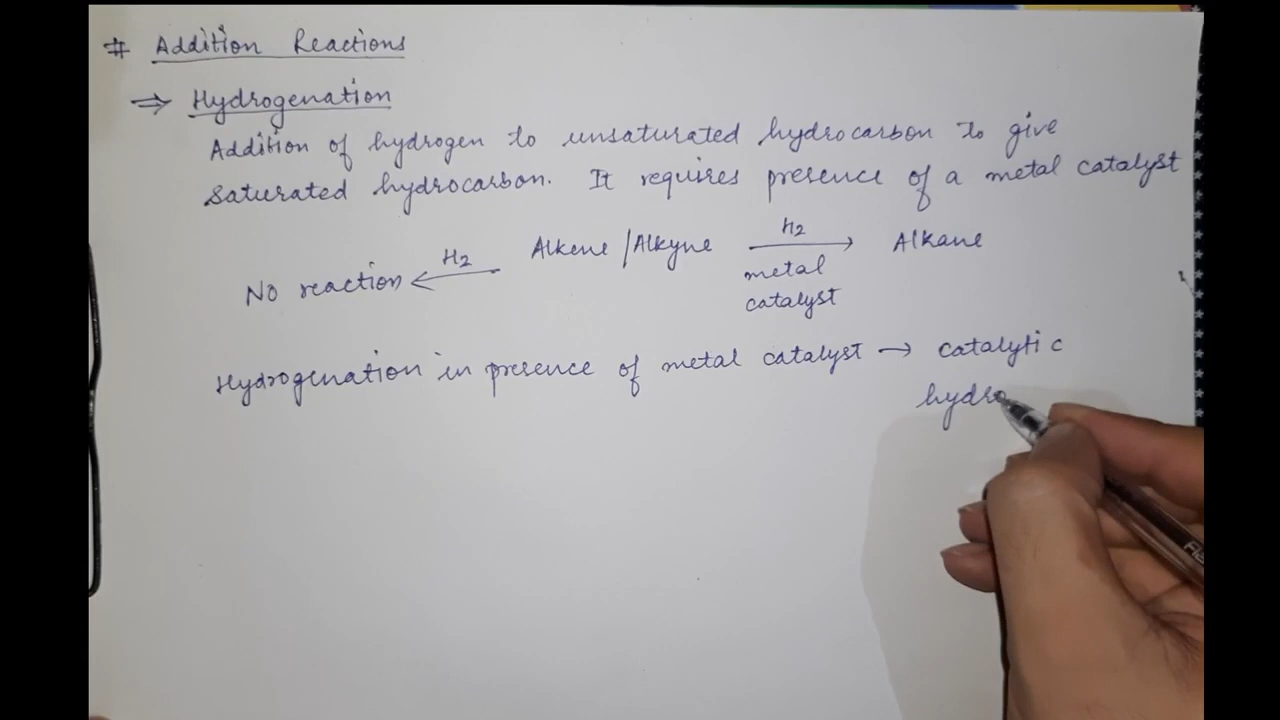 # Addition Reactions
⇒ Hydrogenation
Addition of hydrogen to unsaturated hydrocarbon to give
saturated hydrocarbon. It requires presence of a metal catalyst
No reaction ← H2 Alkene/Alkyne H2 → Alkane
metal
catalyst
Hydrogenation in presence of metal catalyst → catalytic
hydro